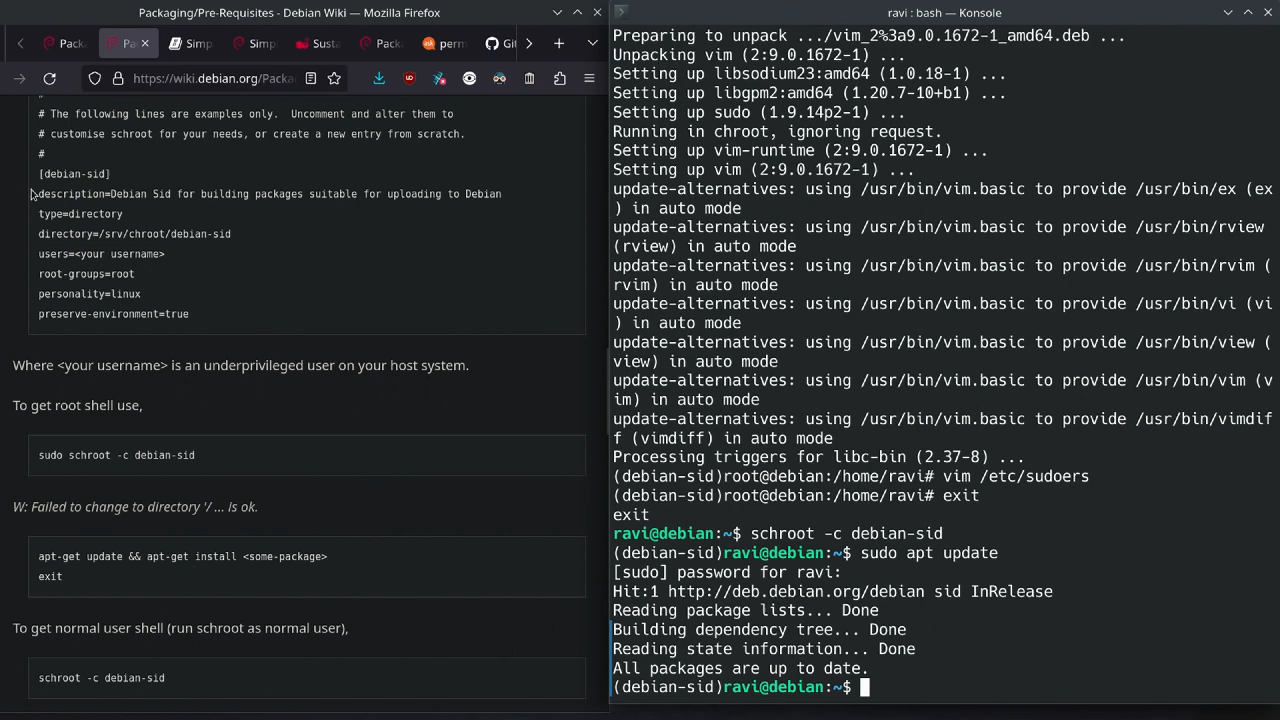 Packaging/Pre-Requisites - Debian Wiki — Mozilla Firefox
Packa
Pac
Simp
Simp
Susta
Packa
perm
Git
https://wiki.debian.org/Packa
# The following lines are examples only.  Uncomment and alter them to
# customise schroot for your needs, or create a new entry from scratch.
#
[debian-sid]
description=Debian Sid for building packages suitable for uploading to Debian
type=directory
directory=/srv/chroot/debian-sid
users=<your username>
root-groups=root
personality=linux
preserve-environment=true
Where <your username> is an underprivileged user on your host system.
To get root shell use,
sudo schroot -c debian-sid
W: Failed to change to directory '/ ... is ok.
apt-get update && apt-get install <some-package>
exit
To get normal user shell (run schroot as normal user),
schroot -c debian-sid
ravi : bash — Konsole
Preparing to unpack .../vim_2%3a9.0.1672-1_amd64.deb ...
Unpacking vim (2:9.0.1672-1) ...
Setting up libsodium23:amd64 (1.0.18-1) ...
Setting up libgpm2:amd64 (1.20.7-10+b1) ...
Setting up sudo (1.9.14p2-1) ...
Running in chroot, ignoring request.
Setting up vim-runtime (2:9.0.1672-1) ...
Setting up vim (2:9.0.1672-1) ...
update-alternatives: using /usr/bin/vim.basic to provide /usr/bin/ex (ex
) in auto mode
update-alternatives: using /usr/bin/vim.basic to provide /usr/bin/rview
(rview) in auto mode
update-alternatives: using /usr/bin/vim.basic to provide /usr/bin/rvim (
rvim) in auto mode
update-alternatives: using /usr/bin/vim.basic to provide /usr/bin/vi (vi
) in auto mode
update-alternatives: using /usr/bin/vim.basic to provide /usr/bin/view (
view) in auto mode
update-alternatives: using /usr/bin/vim.basic to provide /usr/bin/vim (v
im) in auto mode
update-alternatives: using /usr/bin/vim.basic to provide /usr/bin/vimdif
f (vimdiff) in auto mode
Processing triggers for libc-bin (2.37-8) ...
(debian-sid)root@debian:/home/ravi# vim /etc/sudoers
(debian-sid)root@debian:/home/ravi# exit
exit
ravi@debian:~$ schroot -c debian-sid
(debian-sid)ravi@debian:~$ sudo apt update
[sudo] password for ravi:
Hit:1 http://deb.debian.org/debian sid InRelease
Reading package lists... Done
Building dependency tree... Done
Reading state information... Done
All packages are up to date.
(debian-sid)ravi@debian:~$